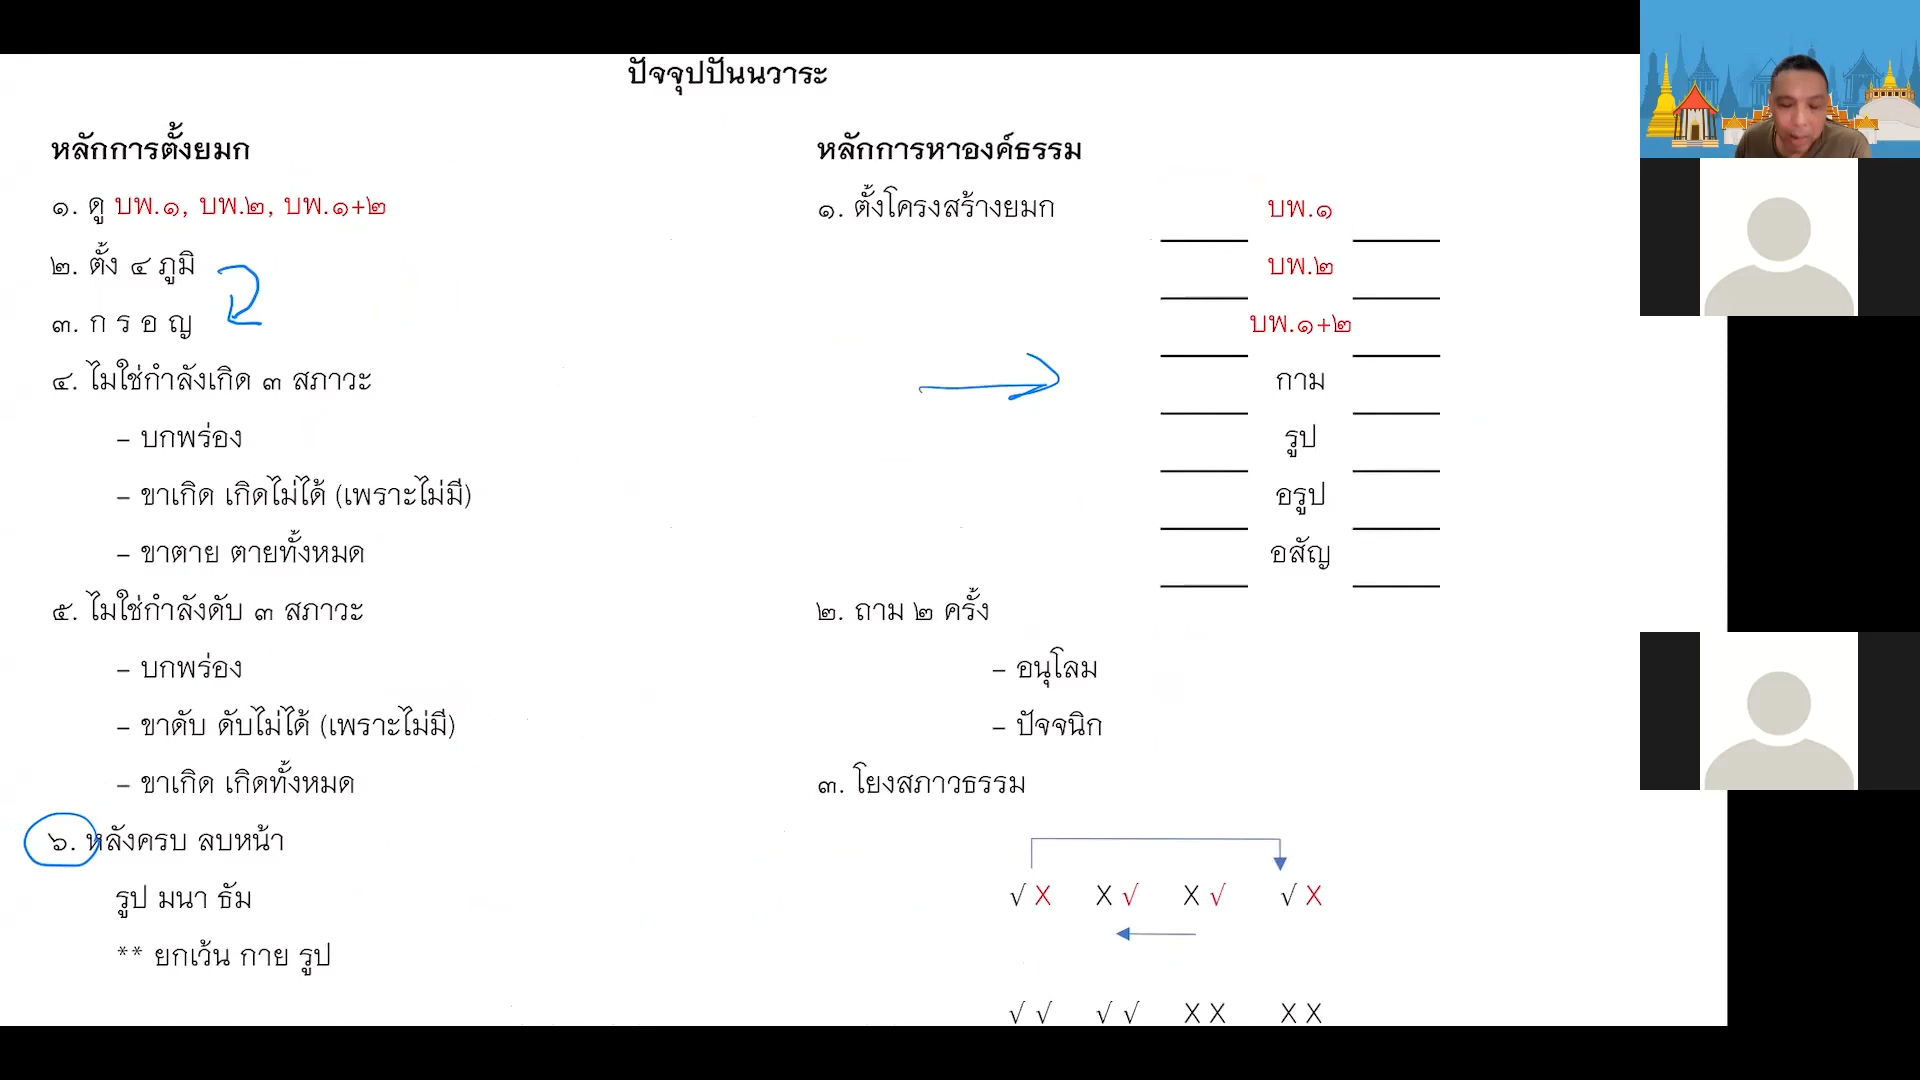 ปัจจุปปันนวาระ
หลักการตั้งยมก
๑. ดู บพ.๑, บพ.๒, บพ.๑+๒
๒. ตั้ง ๔ ภูมิ
๓. ก ร อ ญ
๔. ไมใช่กำลังเกิด ๓ สภาวะ
– บกพร่อง
– ขาเกิด เกิดไม่ได้ (เพราะไม่มี)
– ขาตาย ตายทั้งหมด
๕. ไมใช่กำลังดับ ๓ สภาวะ
– บกพร่อง
– ขาดับ ดับไม่ได้ (เพราะไม่มี)
– ขาเกิด เกิดทั้งหมด
๖. หลังครบ ลบหน้า
รูป มนา ธัม
** ยกเว้น กาย รูป
หลักการหาองค์ธรรม
๑. ตั้งโครงสร้างยมก
บพ.๑
บพ.๒
บพ.๑+๒
กาม
รูป
อรูป
อสัญ
๒. ถาม ๒ ครั้ง
– อนุโลม
– ปัจจนิก
๓. โยงสภาวธรรม
√ X X √ X √ √ X
√ √ √ √ X X X X